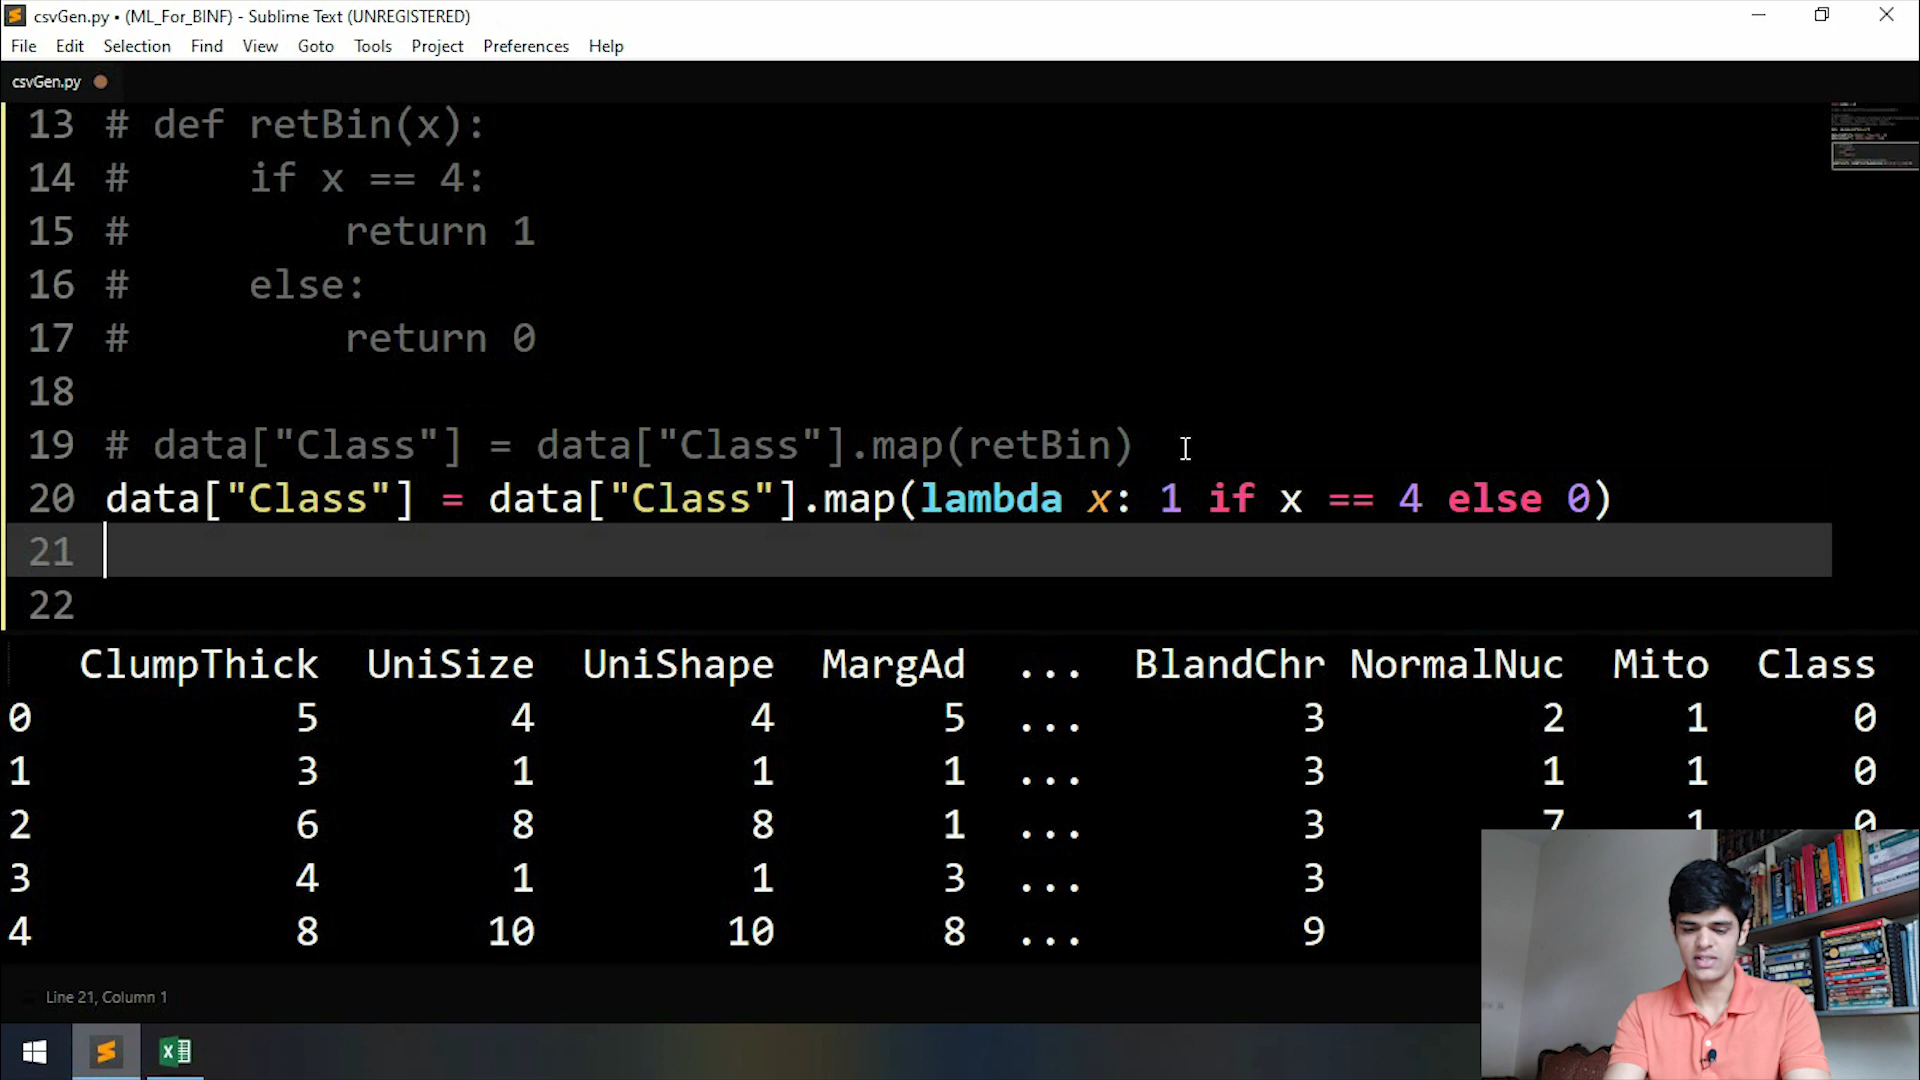 csvGen.py • (ML_For_BINF) - Sublime Text (UNREGISTERED)
File Edit Selection Find View Goto Tools Project Preferences Help
csvGen.py
13 # def retBin(x):
14 #     if x == 4:
15 #         return 1
16 #     else:
17 #         return 0
18
19 # data["Class"] = data["Class"].map(retBin)
20 data["Class"] = data["Class"].map(lambda x: 1 if x == 4 else 0)
21
22
ClumpThick UniSize UniShape MargAd ... BlandChr NormalNuc Mito Class
0 5 4 4 5 ... 3 2 1 0
1 3 1 1 1 ... 3 1 1 0
2 6 8 8 1 ... 3 7 1 0
3 4 1 1 3 ... 3
4 8 10 10 8 ... 9
Line 21, Column 1